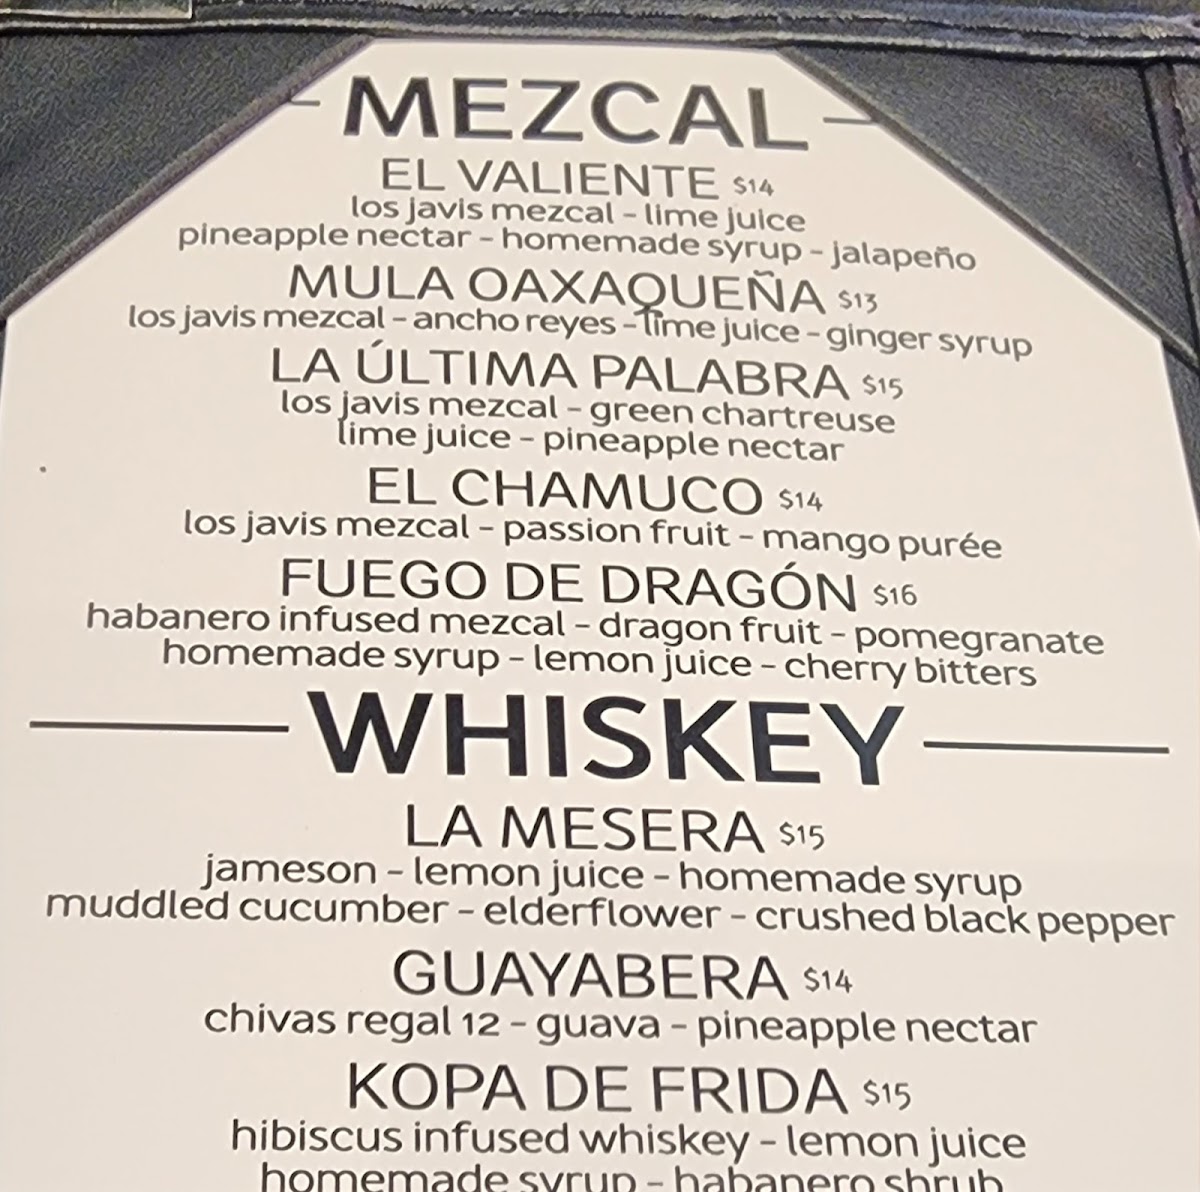 MEZCAL
EL VALIENTE $14
los javis mezcal - lime juice
pineapple nectar - homemade syrup - jalapeño
MULA OAXAQUEÑA $13
los javis mezcal - ancho reyes - lime juice - ginger syrup
LA ÚLTIMA PALABRA $15
los javis mezcal - green chartreuse
lime juice - pineapple nectar
EL CHAMUCO $14
los javis mezcal - passion fruit - mango purée
FUEGO DE DRAGÓN $16
habanero infused mezcal - dragon fruit - pomegranate
homemade syrup - lemon juice - cherry bitters
WHISKEY
LA MESERA $15
jameson - lemon juice - homemade syrup
muddled cucumber - elderflower - crushed black pepper
GUAYABERA $14
chivas regal 12 - guava - pineapple nectar
KOPA DE FRIDA $15
hibiscus infused whiskey - lemon juice
homemade syrup - habanero shrub